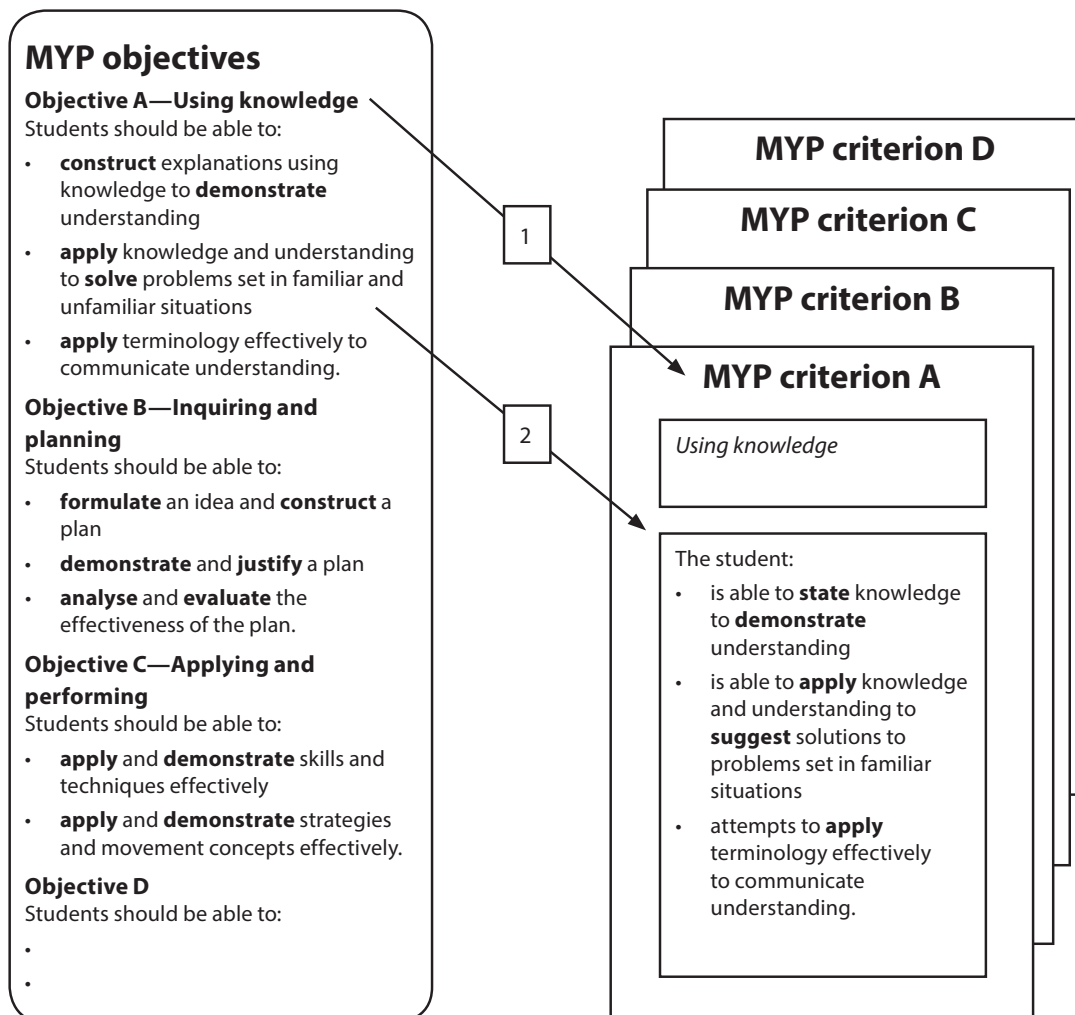 MYP objectives
Objective A—Using knowledge
Students should be able to:
• construct explanations using
knowledge to demonstrate
understanding
• apply knowledge and understanding
to solve problems set in familiar and
unfamiliar situations
• apply terminology effectively to
communicate understanding.
Objective B—Inquiring and
planning
Students should be able to:
• formulate an idea and construct a
plan
• demonstrate and justify a plan
• analyse and evaluate the
effectiveness of the plan.
Objective C—Applying and
performing
Students should be able to:
• apply and demonstrate skills and
techniques effectively
• apply and demonstrate strategies
and movement concepts effectively.
Objective D
Students should be able to:
•
•
1
2
MYP criterion D
MYP criterion C
MYP criterion B
MYP criterion A
Using knowledge
The student:
• is able to state knowledge
to demonstrate
understanding
• is able to apply knowledge
and understanding to
suggest solutions to
problems set in familiar
situations
• attempts to apply
terminology effectively
to communicate
understanding.